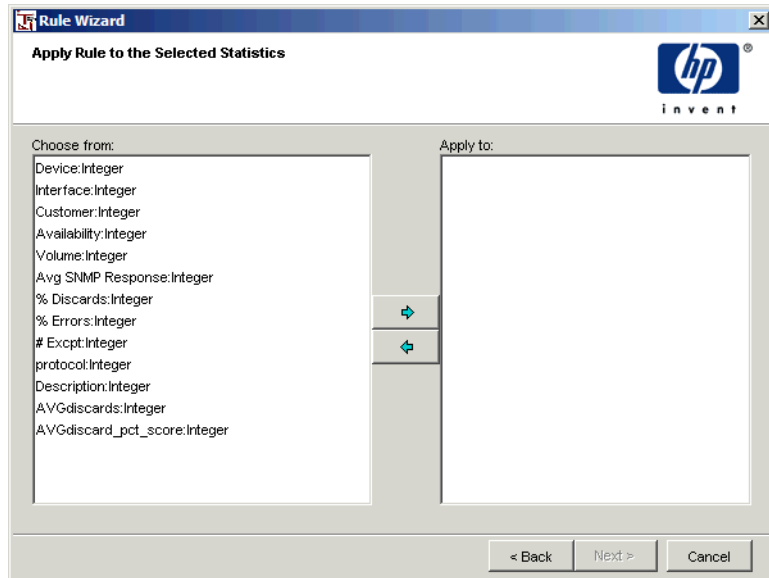 Rule Wizard
Apply Rule to the Selected Statistics
hp
®
invent
Choose from:
Apply to:
Device:Integer
Interface:Integer
Customer:Integer
Availability:Integer
Volume:Integer
Avg SNMP Response:Integer
% Discards:Integer
% Errors:Integer
# Excpt:Integer
protocol:Integer
Description:Integer
AVGdiscards:Integer
AVGdiscard_pct_score:Integer
< Back Next > Cancel